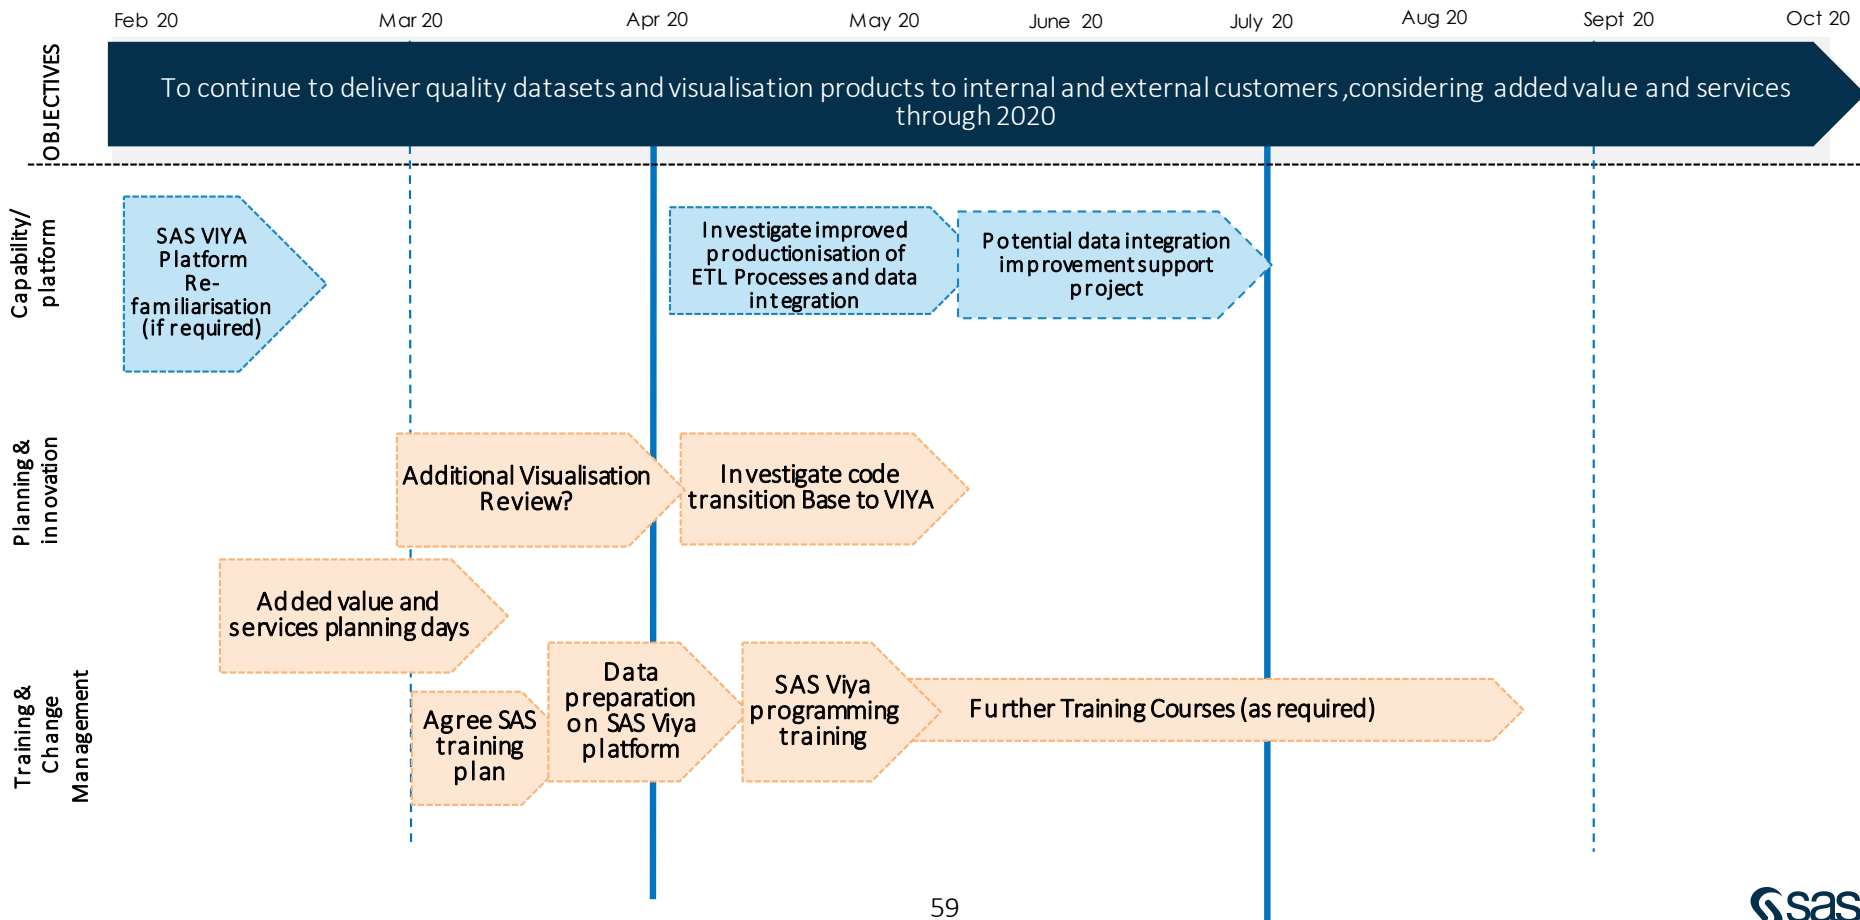 Feb 20 Mar 20 Apr 20 May 20 June 20 July 20 Aug 20 Sept 20 Oct 20
OBJECTIVES
To continue to deliver quality datasets and visualisation products to internal and external customers ,considering added value and services
through 2020
Capability/
platform
SAS VIYA
Platform
Re-
familiarisation
(if required)
Investigate improved
productionisation of
ETL Processes and data
integration
Potential data integration
improvement support
project
Planning &
innovation
Additional Visualisation
Review?
Investigate code
transition Base to VIYA
Added value and
services planning days
Training &
Change
Management
Agree SAS
training
plan
Data
preparation
on SAS Viya
platform
SAS Viya
programming
training
Further Training Courses (as required)
59
sas